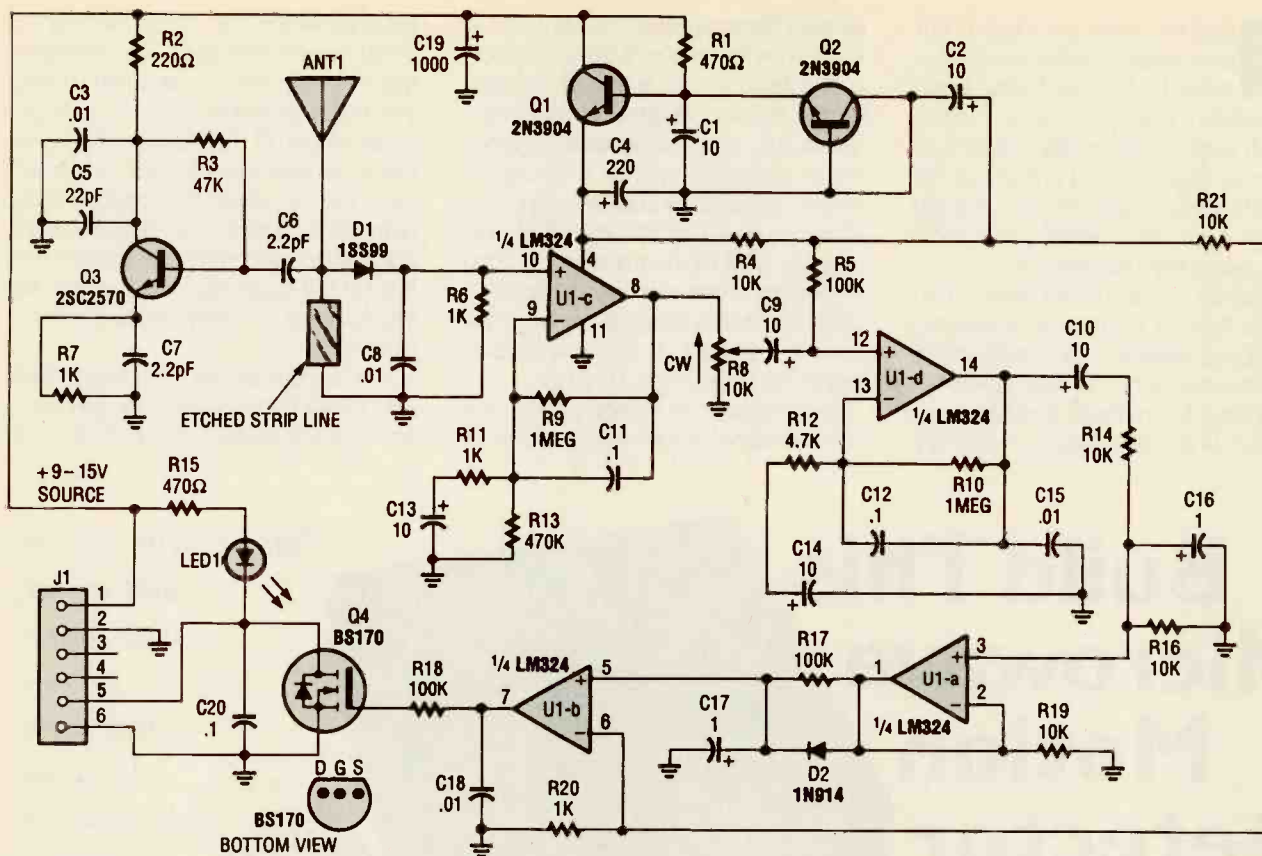 R2
220Ω
C3
.01
C5
22pF
R3
47K
Q3
2SC2570
R7
1K
C7
2.2pF
C6
2.2pF
ANT1
D1
1SS99
ETCHED STRIP LINE
C8
.01
R6
1K
C19
1000
+
Q1
2N3904
R1
470Ω
C1
10
+
C4
220
+
Q2
2N3904
C2
10
+
R21
10K
1/4 LM324
10
+
4
U1-c
8
9
−
11
R4
10K
R5
100K
CW
R8
10K
C9
10
+
R9
1MEG
R11
1K
C11
.1
C13
10
+
R13
470K
12
+
13
−
U1-d
14
1/4 LM324
R12
4.7K
R10
1MEG
C12
.1
C14
10
+
C15
.01
C10
10
+
R14
10K
C16
1
+
R16
10K
+9–15V
SOURCE
R15
470Ω
LED1
J1
1
2
3
4
5
6
C20
.1
Q4
BS170
D G S
BS170
BOTTOM VIEW
R18
100K
1/4 LM324
7
U1-b
5
+
6
−
C18
.01
R20
1K
R17
100K
C17
1
+
D2
1N914
1
U1-a
3
+
2
−
1/4 LM324
R19
10K